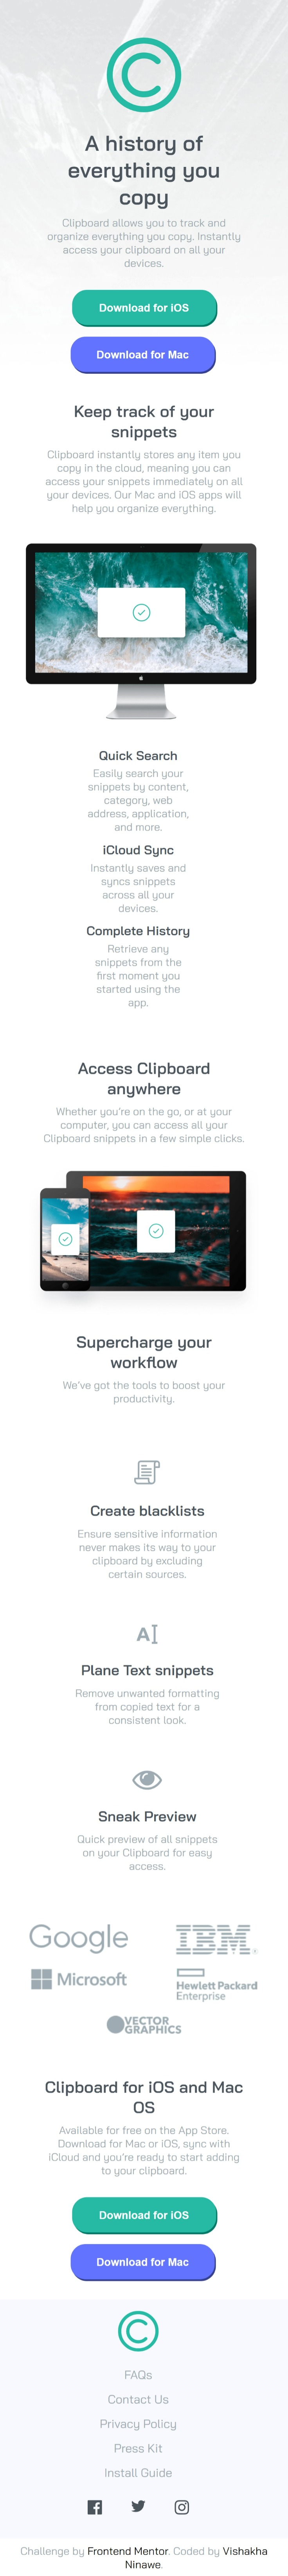 A history of
everything you
copy
Clipboard allows you to track and
organize everything you copy. Instantly
access your clipboard on all your
devices.
Download for iOS
Download for Mac
Keep track of your
snippets
Clipboard instantly stores any item you
copy in the cloud, meaning you can
access your snippets immediately on all
your devices. Our Mac and iOS apps will
help you organize everything.
Quick Search
Easily search your
snippets by content,
category, web
address, application,
and more.
iCloud Sync
Instantly saves and
syncs snippets
across all your
devices.
Complete History
Retrieve any
snippets from the
first moment you
started using the
app.
Access Clipboard
anywhere
Whether you're on the go, or at your
computer, you can access all your
Clipboard snippets in a few simple clicks.
Supercharge your
workflow
We've got the tools to boost your
productivity.
Create blacklists
Ensure sensitive information
never makes its way to your
clipboard by excluding
certain sources.
AI
Plane Text snippets
Remove unwanted formatting
from copied text for a
consistent look.
Sneak Preview
Quick preview of all snippets
on your Clipboard for easy
access.
Google IBM
Microsoft Hewlett Packard
Enterprise
VECTOR
GRAPHICS
Clipboard for iOS and Mac
OS
Available for free on the App Store.
Download for Mac or iOS, sync with
iCloud and you're ready to start adding
to your clipboard.
Download for iOS
Download for Mac
FAQs
Contact Us
Privacy Policy
Press Kit
Install Guide
Challenge by Frontend Mentor. Coded by Vishakha
Ninawe.